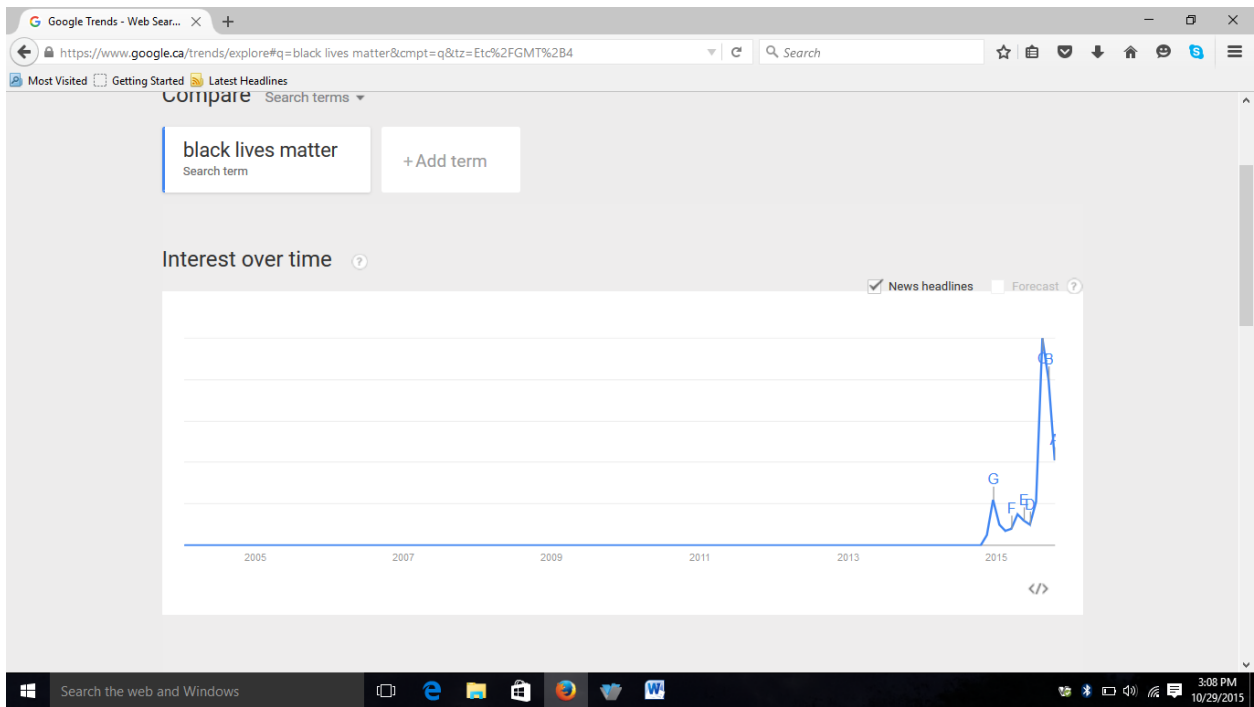 Google Trends - Web Sear...
https://www.google.ca/trends/explore#q=black lives matter&cmpt=q&tz=Etc%2FGMT%2B4
Search
Most Visited Getting Started Latest Headlines
Compare Search terms
black lives matter
Search term
+Add term
Interest over time ?
News headlines Forecast ?
B
G
F E D
2005 2007 2009 2011 2013 2015
</>
Search the web and Windows
3:08 PM
10/29/2015